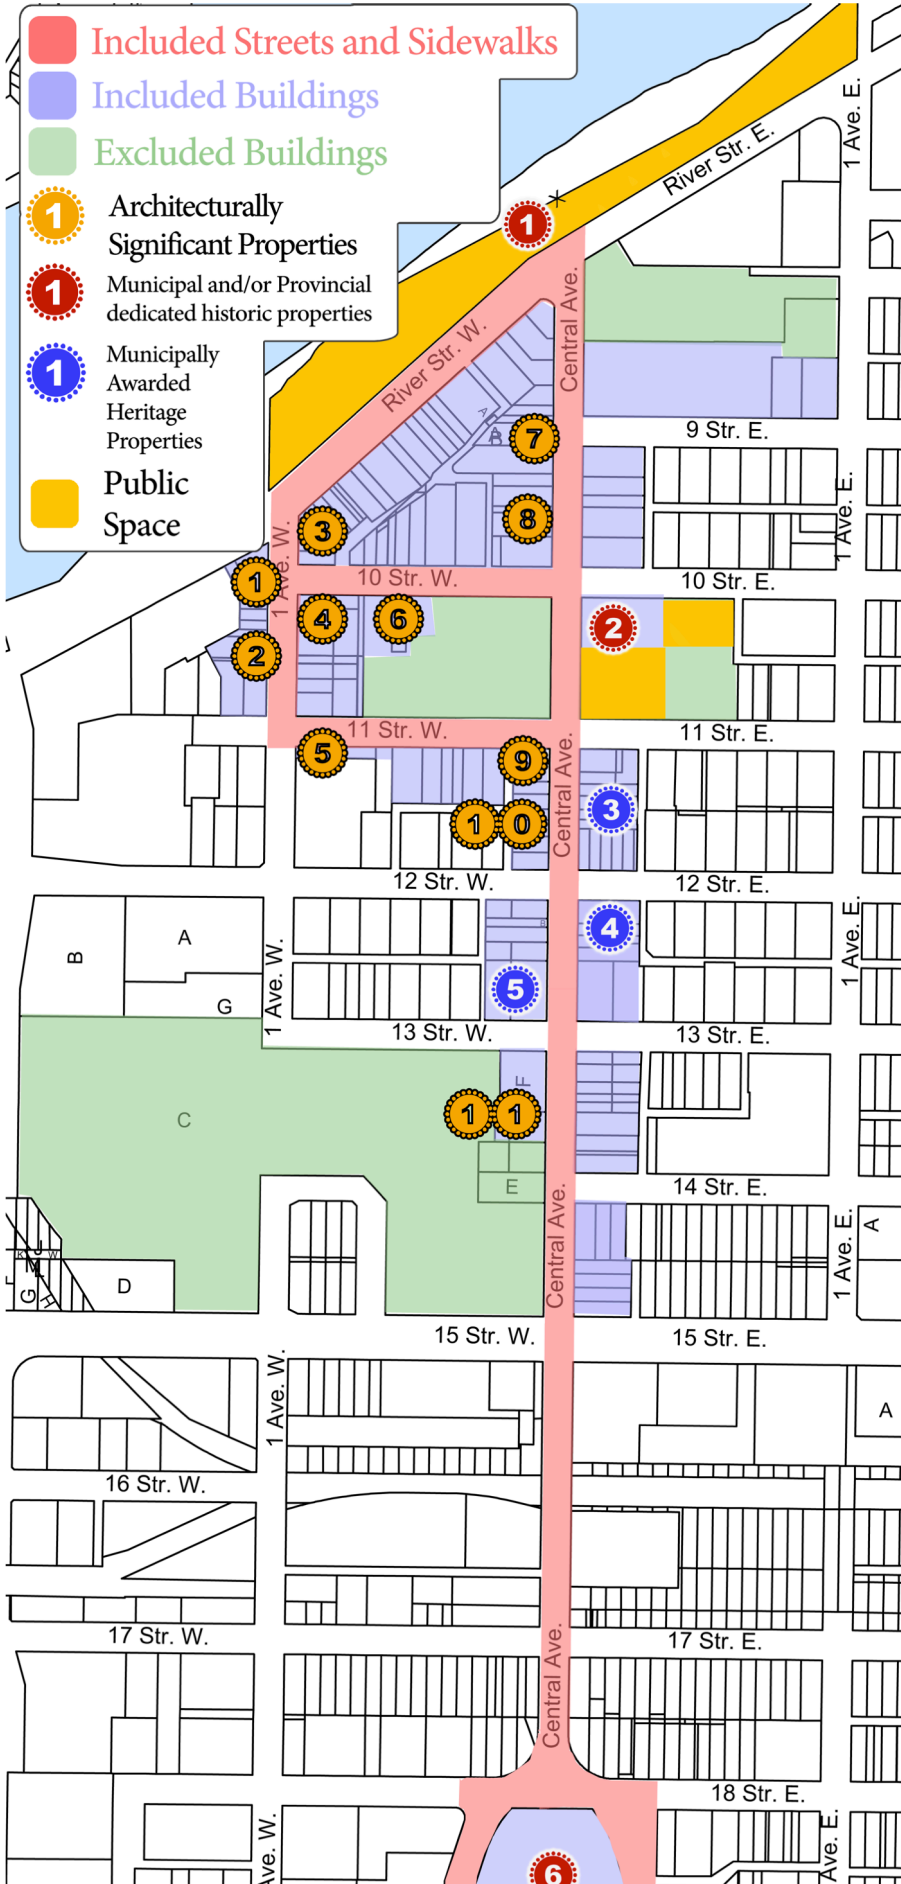 Included Streets and Sidewalks
Included Buildings
Excluded Buildings
1
Architecturally
Significant Properties
1
Municipal and/or Provincial
dedicated historic properties
1
Municipally
Awarded
Heritage
Properties
Public
Space
1 Ave. E.
River Str. E.
1
*
Central Ave.
River Str. W.
A
B
7
9 Str. E.
3
8
1 Ave. E.
1 Ave. W.
10 Str. W.
10 Str. E.
1
4
6
2
2
11 Str. W.
11 Str. E.
5
9
Central Ave.
3
1 0
12 Str. W.
12 Str. E.
B
A
G
1 Ave. W.
B
4
5
1 Ave. E.
13 Str. W.
13 Str. E.
C
F
1 1
E
14 Str. E.
Central Ave.
1 Ave. E.
A
J
K
W
M
L
G
H
D
15 Str. W.
15 Str. E.
1 Ave. W.
A
16 Str. W.
17 Str. W.
17 Str. E.
Central Ave.
18 Str. E.
Ave. W.
Ave. E.
6